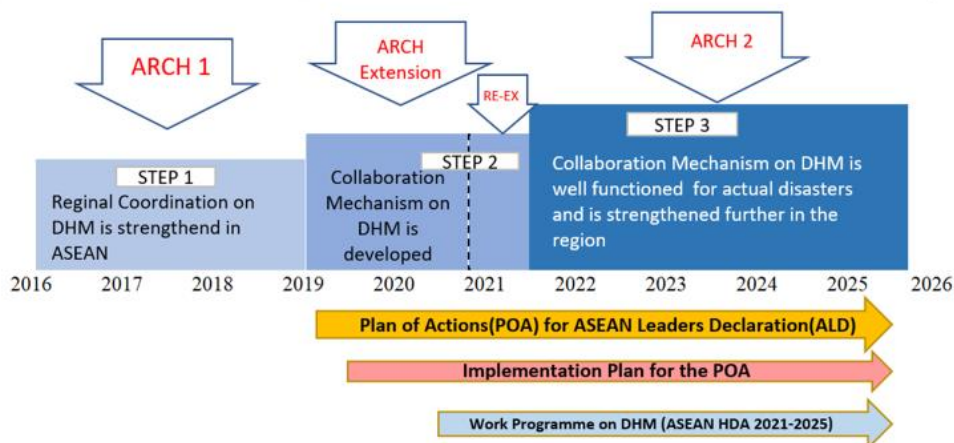 ARCH 1
ARCH
Extension
RE-EX
ARCH 2
STEP 1
Reginal Coordination on
DHM is strengthend in
ASEAN
STEP 2
Collaboration
Mechanism on
DHM is
developed
STEP 3
Collaboration Mechanism on DHM is
well functioned for actual disasters
and is strengthened further in the
region
2016 2017 2018 2019 2020 2021 2022 2023 2024 2025 2026
Plan of Actions(POA) for ASEAN Leaders Declaration(ALD)
Implementation Plan for the POA
Work Programme on DHM (ASEAN HDA 2021-2025)